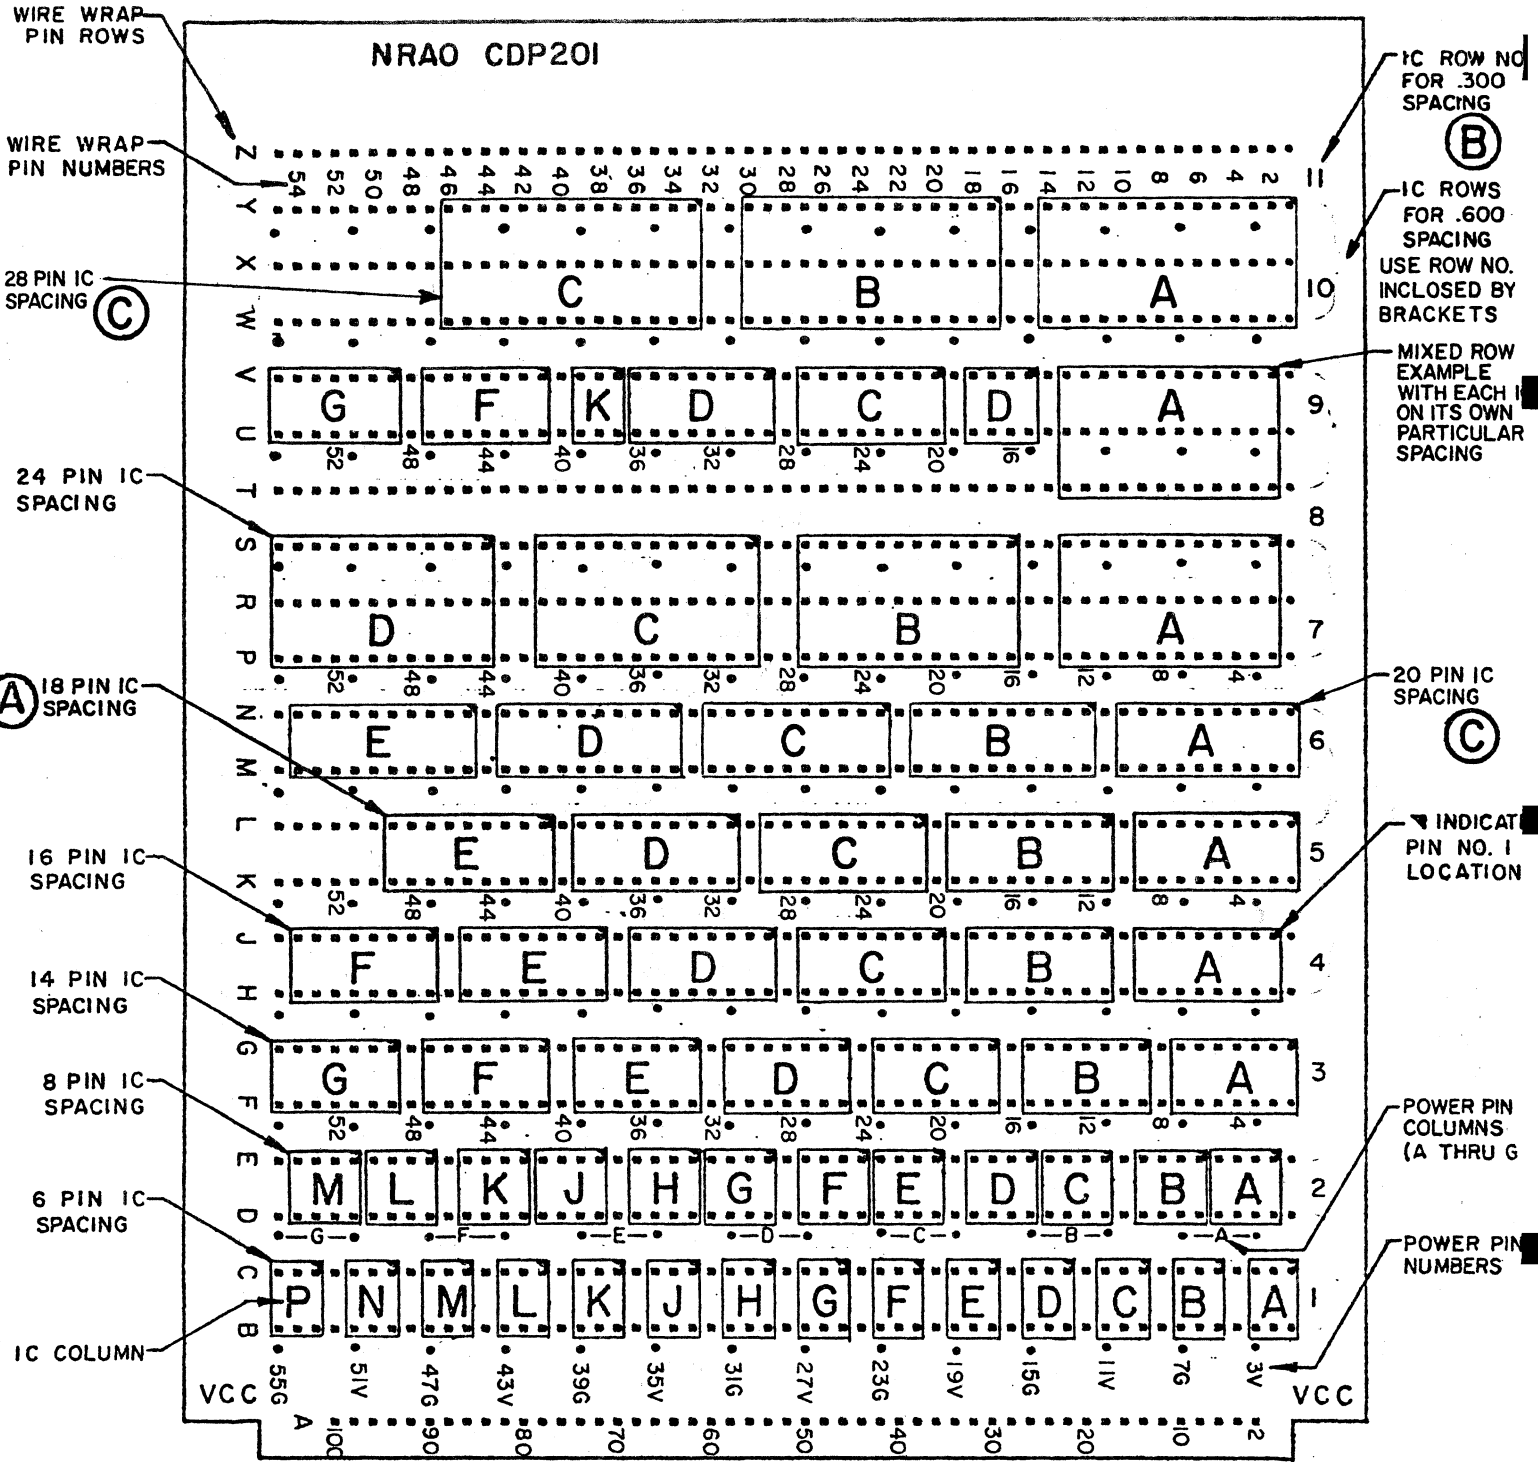 WIRE WRAP
PIN ROWS
NRAO CDP201
IC ROW NO
FOR .300
SPACING
B
WIRE WRAP
PIN NUMBERS
Z
54 52 50 48 46 44 42 40 38 36 34 32 30 28 26 24 22 20 18 16 14 12 10 8 6 4 2
11
IC ROWS
FOR .600
SPACING
USE ROW NO.
INCLOSED BY
BRACKETS
Y
X
W
28 PIN IC
SPACING
C
C B A
10
MIXED ROW
EXAMPLE
WITH EACH I
ON ITS OWN
PARTICULAR
SPACING
V
G F K D C D A
9
U
52 48 44 40 36 32 28 24 20 16
24 PIN IC
SPACING
T
8
S
R
D C B A
7
P
52 48 44 40 36 32 28 24 20 16 12 8 4
A
18 PIN IC
SPACING
20 PIN IC
SPACING
C
N
E D C B A
6
M
L
E D C B A
5
K
INDICAT
PIN NO. 1
LOCATION
52 48 44 40 36 32 28 24 20 16 12 8 4
16 PIN IC
SPACING
J
F E D C B A
4
H
14 PIN IC
SPACING
G
G F E D C B A
3
F
52 48 44 40 36 32 28 24 20 16 12 8 4
8 PIN IC
SPACING
POWER PIN
COLUMNS
(A THRU G
E
M L K J H G F E D C B A
2
D
G F E D C B A
6 PIN IC
SPACING
POWER PIN
NUMBERS
C
P N M L K J H G F E D C B A
1
B
IC COLUMN
55G 51V 47G 43V 39G 35V 31G 27V 23G 19V 15G 11V 7G 3V
VCC
VCC
A
100 90 80 70 60 50 40 30 20 10 2